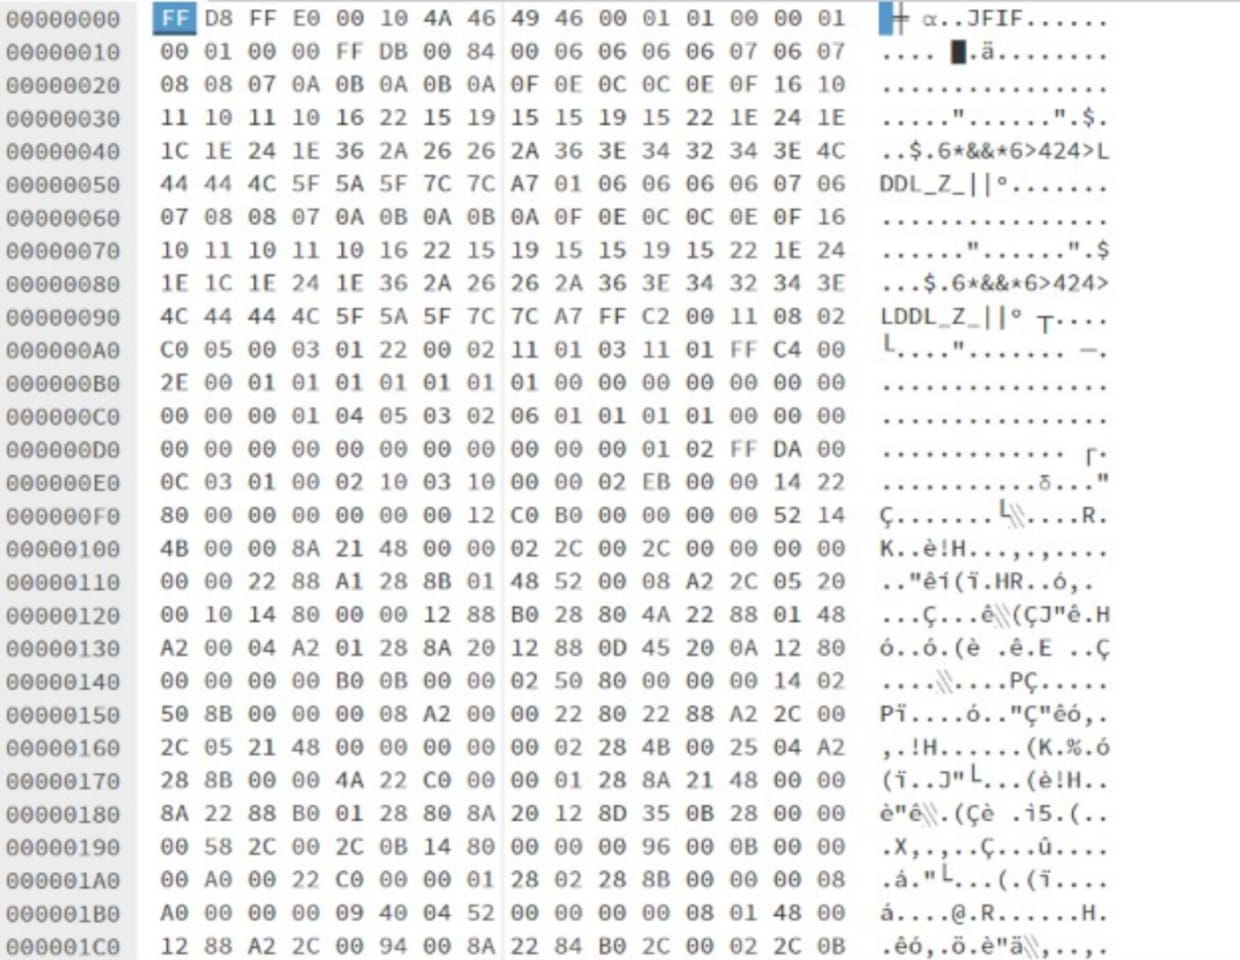 00000000 FF D8 FF E0 00 10 4A 46 49 46 00 01 01 00 00 01 ╪ α..JFIF......
00000010 00 01 00 00 FF DB 00 84 00 06 06 06 06 07 06 07 .... █.ä........
00000020 08 08 07 0A 0B 0A 0B 0A 0F 0E 0C 0C 0E 0F 16 10 ................
00000030 11 10 11 10 16 22 15 19 15 15 19 15 22 1E 24 1E ....."......".$.
00000040 1C 1E 24 1E 36 2A 26 26 2A 36 3E 34 32 34 3E 4C ..$.6*&&*6>424>L
00000050 44 44 4C 5F 5A 5F 7C 7C A7 01 06 06 06 06 07 06 DDL_Z_||º.......
00000060 07 08 08 07 0A 0B 0A 0B 0A 0F 0E 0C 0C 0E 0F 16 ................
00000070 10 11 10 11 10 16 22 15 19 15 15 19 15 22 1E 24 ......"......".$
00000080 1E 1C 1E 24 1E 36 2A 26 26 2A 36 3E 34 32 34 3E ...$.6*&&*6>424>
00000090 4C 44 44 4C 5F 5A 5F 7C 7C A7 FF C2 00 11 08 02 LDDL_Z_||º ┬....
000000A0 C0 05 00 03 01 22 00 02 11 01 03 11 01 FF C4 00 └....“....... ─.
000000B0 2E 00 01 01 01 01 01 01 01 00 00 00 00 00 00 00 ................
000000C0 00 00 00 01 04 05 03 02 06 01 01 01 01 00 00 00 ................
000000D0 00 00 00 00 00 00 00 00 00 00 01 02 FF DA 00 ............. ┌.
000000E0 0C 03 01 00 02 10 03 10 00 00 02 EB 00 00 14 22 ...........δ..."
000000F0 80 00 00 00 00 00 00 12 C0 B0 00 00 00 00 52 14 Ç.......└░....R.
00000100 4B 00 00 8A 21 48 00 00 02 2C 00 2C 00 00 00 00 K..è!H...,.,....
00000110 00 00 22 88 A1 28 8B 01 48 52 00 08 A2 2C 05 20 .."êí(ï.HR..ó,.
00000120 00 10 14 80 00 00 12 88 B0 28 80 4A 22 88 01 48 ...Ç...ê░(ÇJ"ê.H
00000130 A2 00 04 A2 01 28 8A 20 12 88 0D 45 20 0A 12 80 ó..ó.(è .ê.E ..Ç
00000140 00 00 00 00 B0 0B 00 00 02 50 80 00 00 00 14 02 ....░....PÇ.....
00000150 50 8B 00 00 00 08 A2 00 00 22 80 22 88 A2 2C 00 Pï....ó.."Ç"êó,.
00000160 2C 05 21 48 00 00 00 00 00 02 28 4B 00 25 04 A2 ,.!H......(K.%.ó
00000170 28 8B 00 00 4A 22 C0 00 00 01 28 8A 21 48 00 00 (ï..J"└...(è!H..
00000180 8A 22 88 B0 01 28 80 8A 20 12 8D 35 0B 28 00 00 è"ê░.(Çè .ì5.(..
00000190 00 58 2C 00 2C 0B 14 80 00 00 00 96 00 0B 00 00 .X,.,..Ç...û....
000001A0 00 A0 00 22 C0 00 00 01 28 02 28 8B 00 00 00 08 .á."└...(.(ï....
000001B0 A0 00 00 00 09 40 04 52 00 00 00 00 08 01 48 00 á....@.R......H.
000001C0 12 88 A2 2C 00 94 00 8A 22 84 B0 2C 00 02 2C 0B .êó,.ö.è"ä░,..,.